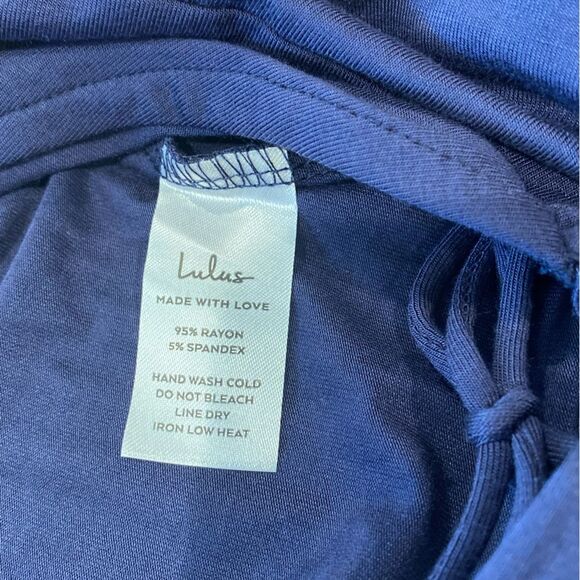 Lulus
MADE WITH LOVE
95% RAYON
5% SPANDEX
HAND WASH COLD
DO NOT BLEACH
LINE DRY
IRON LOW HEAT